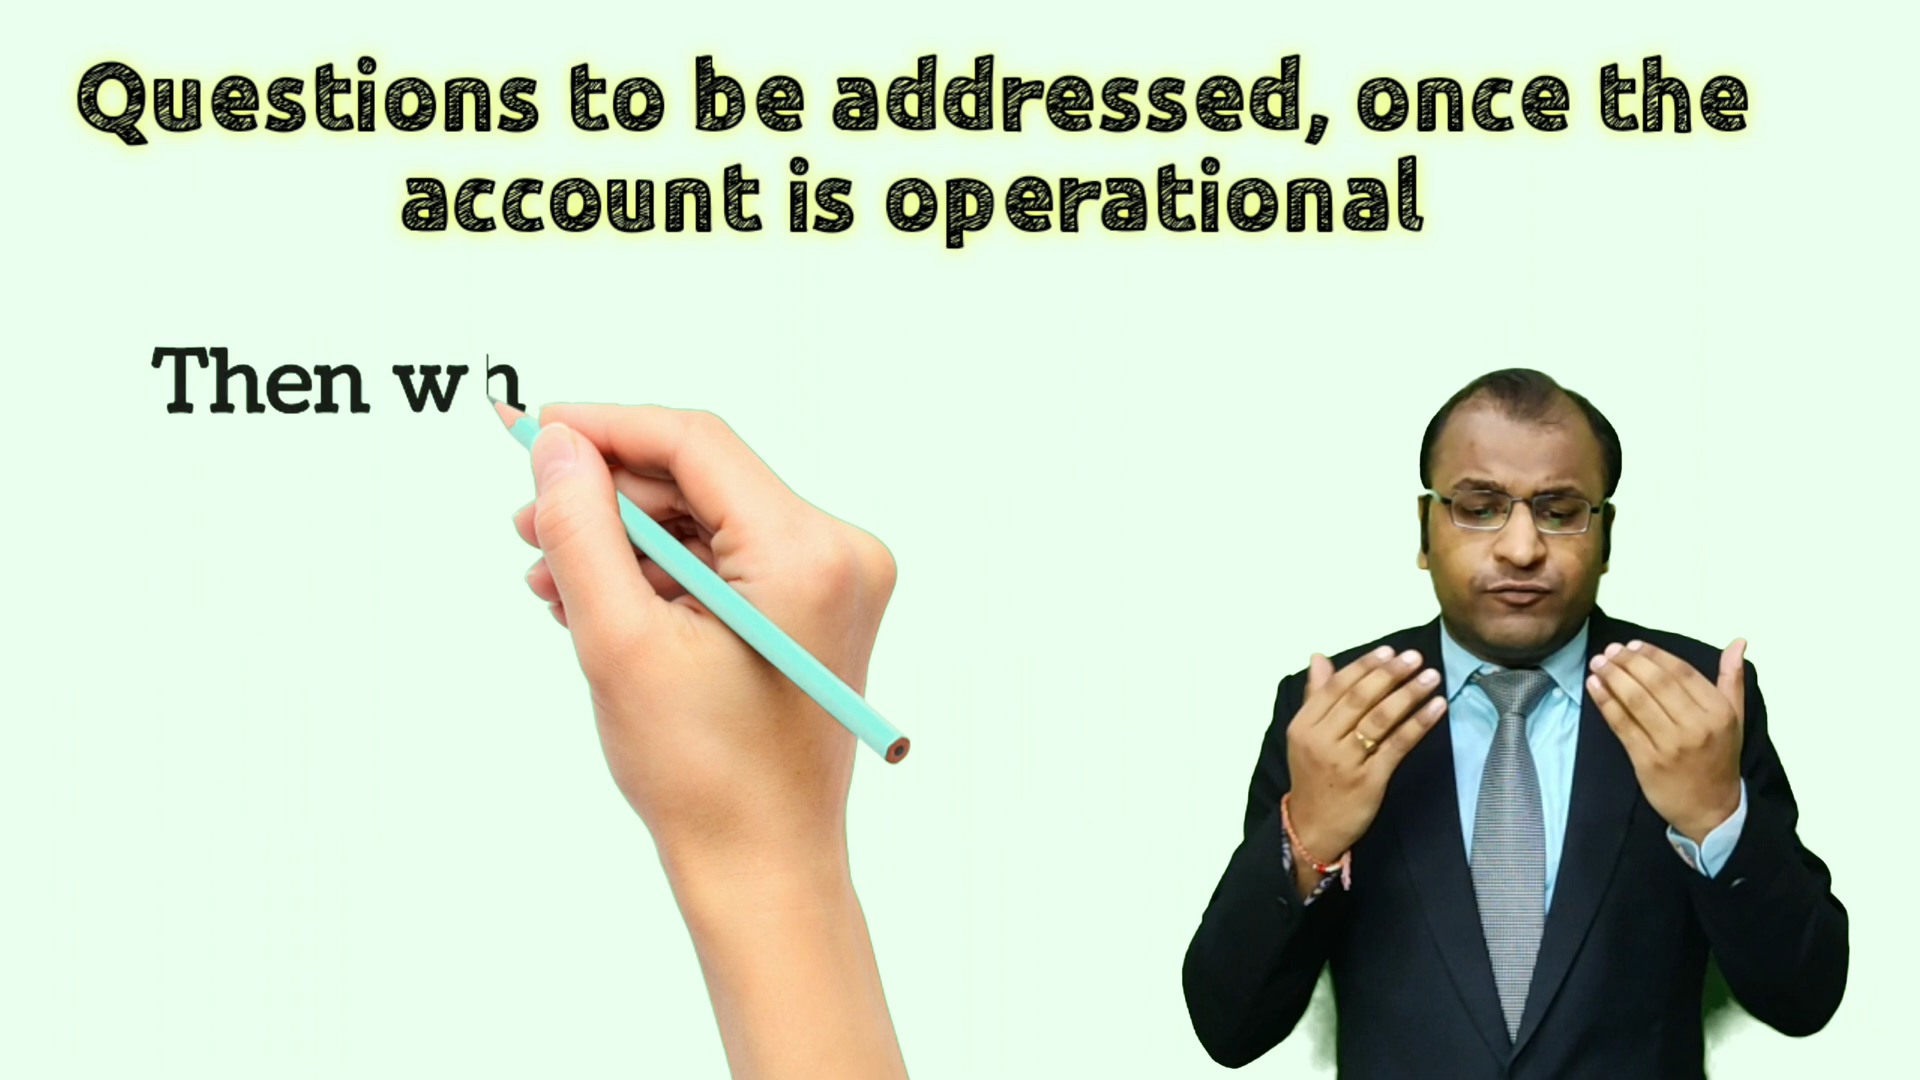 Questions to be addressed, once the
account is operational
Then wh